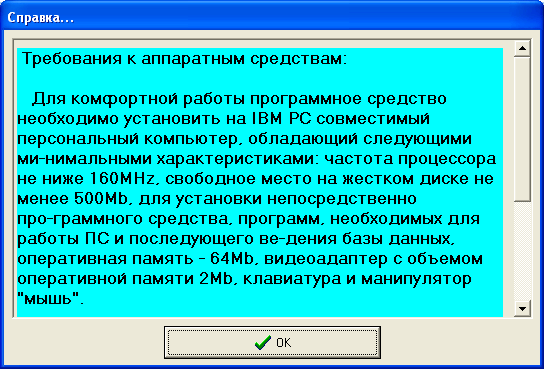 Справка...
Требования к аппаратным средствам:
Для комфортной работы программное средство
необходимо установить на IBM PC совместимый
персональный компьютер, обладающий следующими
ми-нимальными характеристиками: частота процессора
не ниже 160MHz, свободное место на жестком диске не
менее 500Mb, для установки непосредственно
про-граммного средства, программ, необходимых для
работы ПС и последующего ве-дения базы данных,
оперативная память - 64Mb, видеоадаптер с объемом
оперативной памяти 2Mb, клавиатура и манипулятор
"мышь".
OK